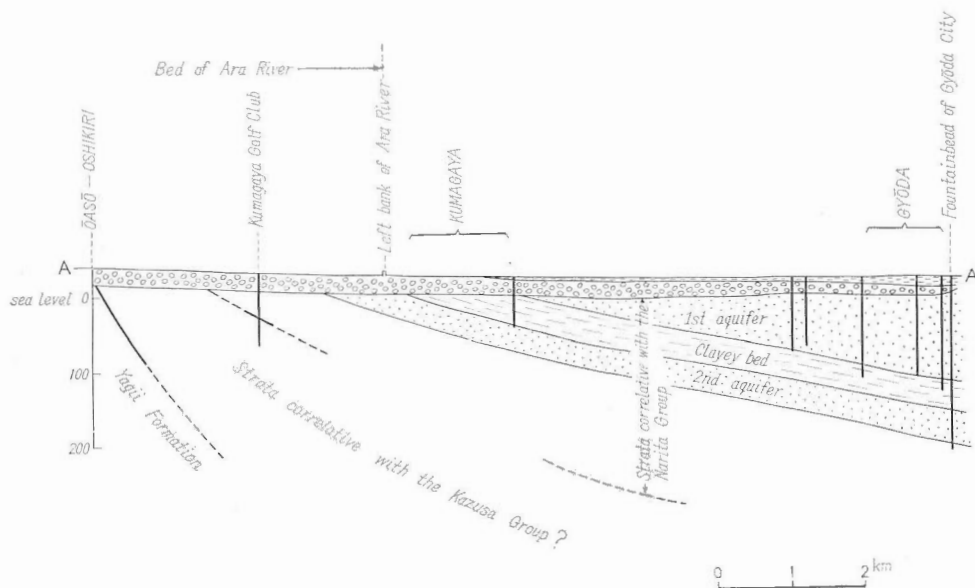 Bed of Ara River
ŌASŌ – OSHIKIRI
Kumagaya Golf Club
Left bank of Ara River
KUMAGAYA
GYŌDA
Fountainhead of Gyōda City
A
A
sea level
0
100
200
1st aquifer
Clayey bed
2nd aquifer
Strata correlative with the
Narita Group
Yagii Formation
Strata correlative with the Kazusa Group ?
0 1 2 km